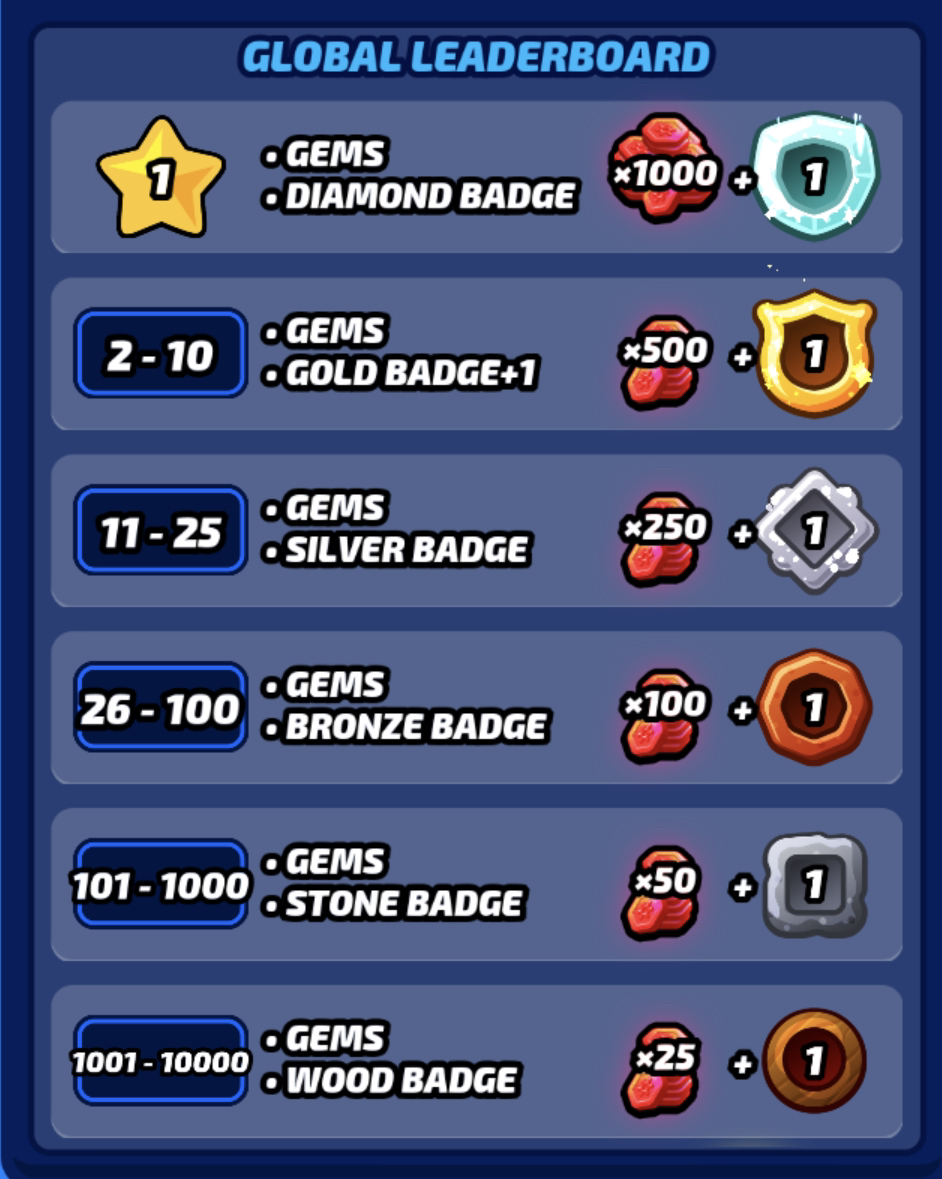 GLOBAL LEADERBOARD
1
• GEMS
• DIAMOND BADGE
×1000 + 1
2 - 10
• GEMS
• GOLD BADGE+1
×500 + 1
11 - 25
• GEMS
• SILVER BADGE
×250 + 1
26 - 100
• GEMS
• BRONZE BADGE
×100 + 1
101 - 1000
• GEMS
• STONE BADGE
×50 + 1
1001 - 10000
• GEMS
• WOOD BADGE
×25 + 1